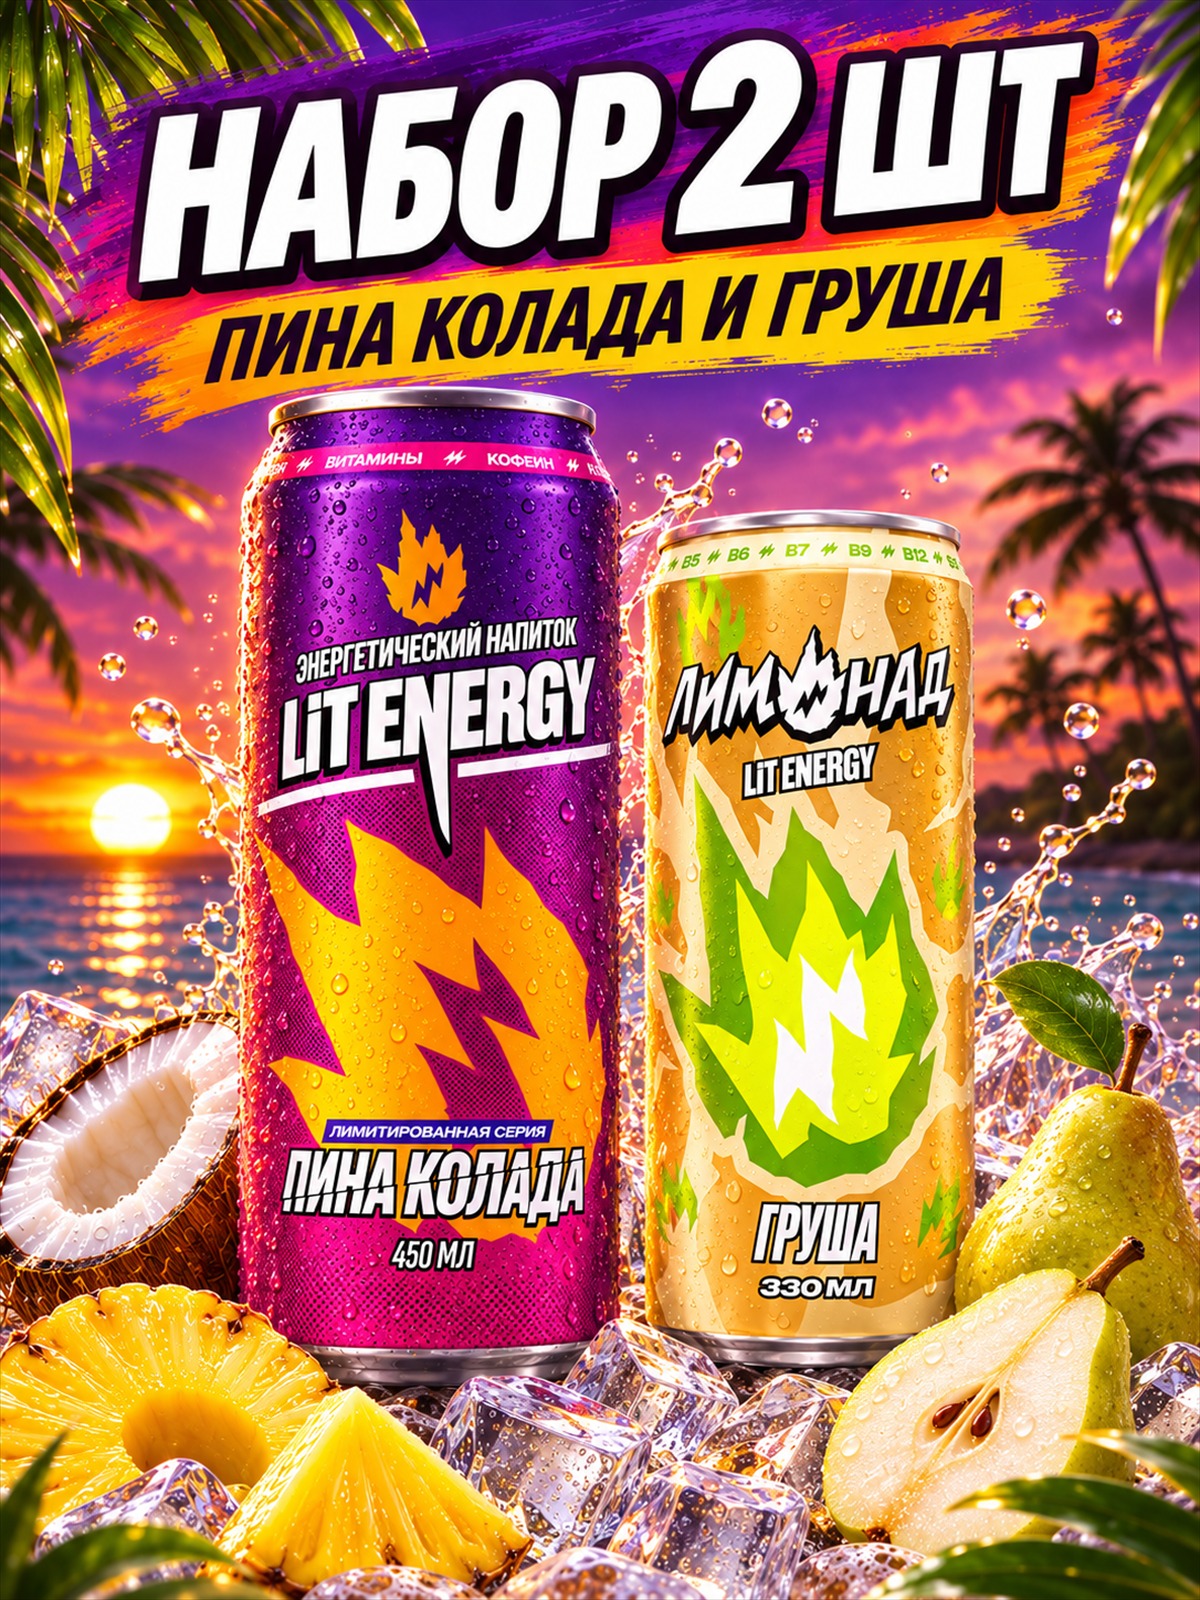 НАБОР 2 ШТ
ПИНА КОЛАДА И ГРУША
ВИТАМИНЫ КОФЕИН
ЭНЕРГЕТИЧЕСКИЙ НАПИТОК
LiT ENERGY
ЛИМИТИРОВАННАЯ СЕРИЯ
ПИНА КОЛАДА
450 МЛ
B5 B6 B7 B9 B12
ЛИМОНАД
LiT ENERGY
ГРУША
330 МЛ